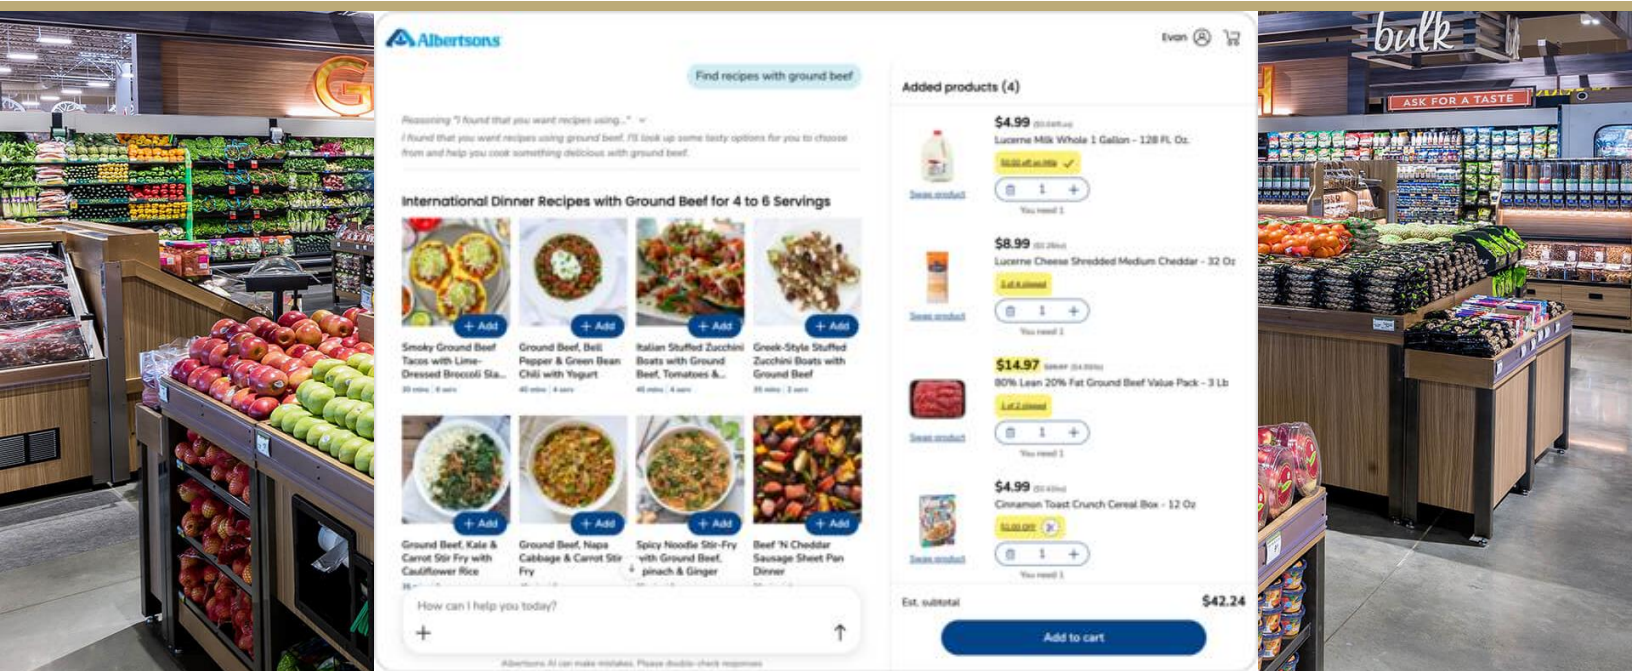 bulk
ASK FOR A TASTE
Albertsons
Evan
Find recipes with ground beef
Reasoning "I found that you want recipes using..."
I found that you want recipes using ground beef. I'll look up some tasty options for you to choose
from and help you cook something delicious with ground beef.
International Dinner Recipes with Ground Beef for 4 to 6 Servings
+ Add
+ Add
+ Add
+ Add
Smoky Ground Beef
Tacos with Lime-
Dressed Broccoli Sla...
Ground Beef, Bell
Pepper & Green Bean
Chili with Yogurt
40 mins | 4 serv
Italian Stuffed Zucchini
Boats with Ground
Beef, Tomatoes &...
Greek-Style Stuffed
Zucchini Boats with
Ground Beef
+ Add
+ Add
+ Add
+ Add
Ground Beef, Kale &
Carrot Stir Fry with
Cauliflower Rice
Ground Beef, Napa
Cabbage & Carrot Stir
Fry
Spicy Noodle Stir-Fry
with Ground Beef,
pinach & Ginger
Beef 'N Cheddar
Sausage Sheet Pan
Dinner
How can I help you today?
Albertsons AI can make mistakes. Please double-check responses
Added products (4)
$4.99
Lucerne Milk Whole 1 Gallon - 128 Fl. Oz.
Swap product
1 +
You need 1
$8.99
Lucerne Cheese Shredded Medium Cheddar - 32 Oz
Swap product
1 +
You need 1
$14.97
80% Lean 20% Fat Ground Beef Value Pack - 3 Lb
Swap product
1 +
You need 1
$4.99
Cinnamon Toast Crunch Cereal Box - 12 Oz
Swap product
1 +
You need 1
Est. subtotal
$42.24
Add to cart